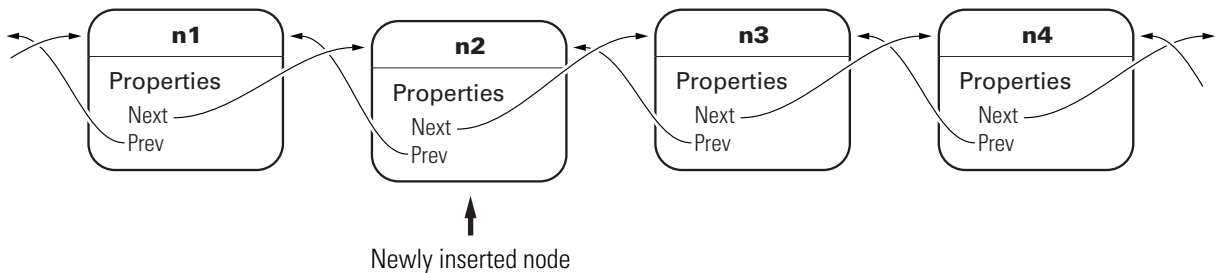 n1
Properties
Next
Prev
n2
Properties
Next
Prev
n3
Properties
Next
Prev
n4
Properties
Next
Prev
Newly inserted node